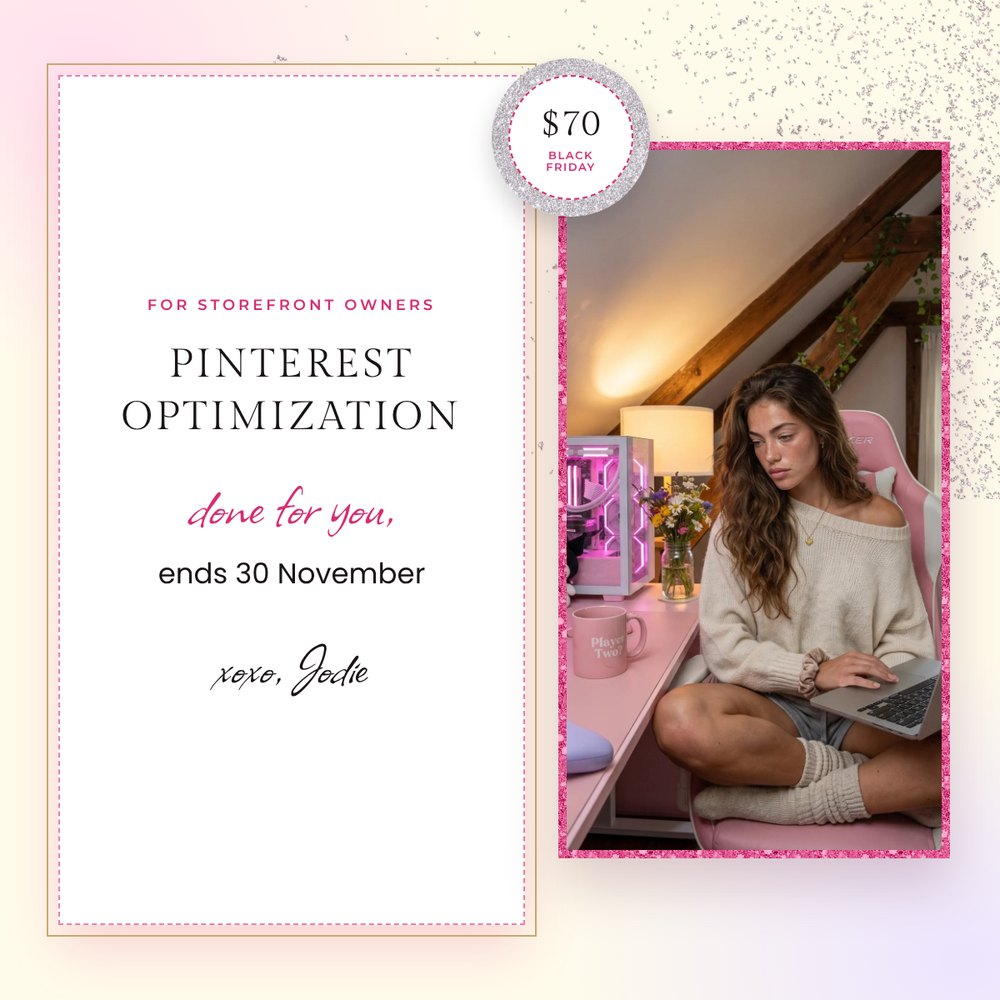 $70
BLACK
FRIDAY
FOR STOREFRONT OWNERS
PINTEREST
OPTIMIZATION
done for you,
ends 30 November
xoxo, Jodie
Player
Two?